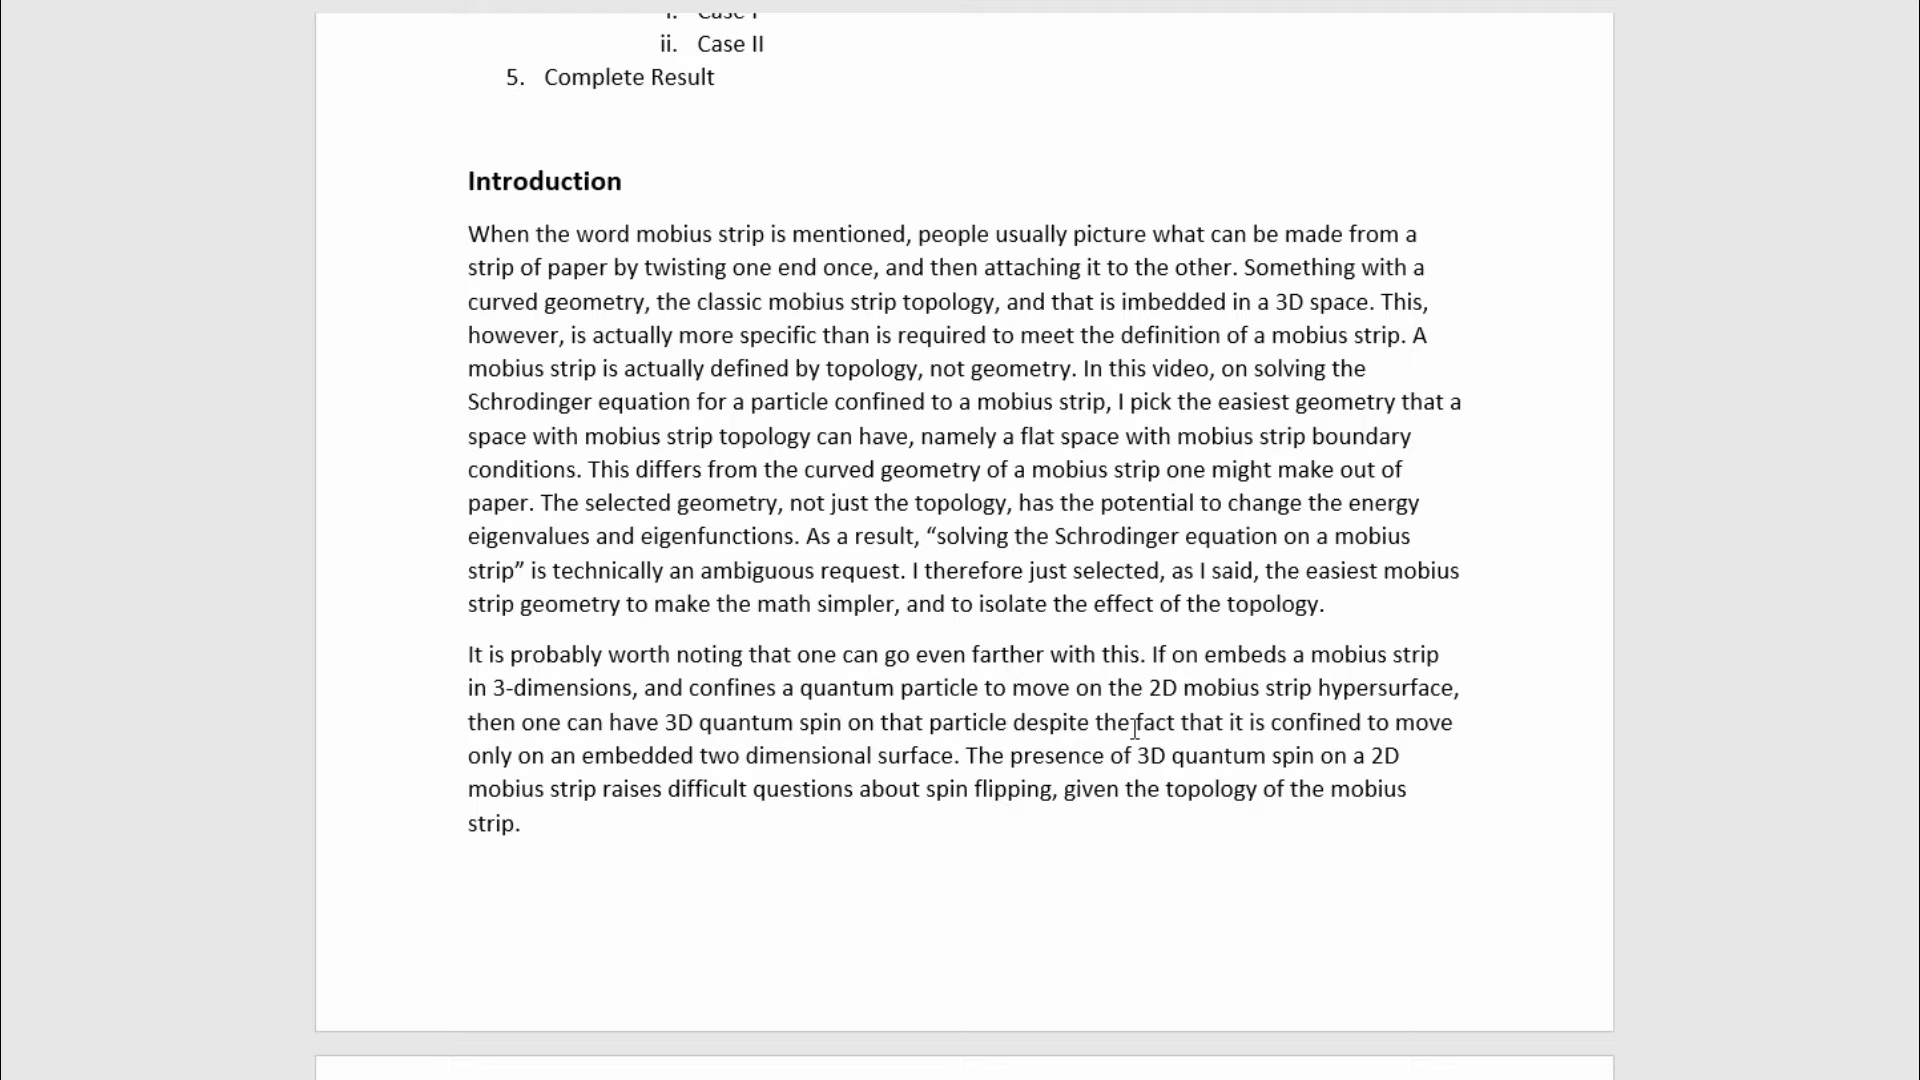 i. Case I
ii. Case II
5. Complete Result
Introduction
When the word mobius strip is mentioned, people usually picture what can be made from a
strip of paper by twisting one end once, and then attaching it to the other. Something with a
curved geometry, the classic mobius strip topology, and that is imbedded in a 3D space. This,
however, is actually more specific than is required to meet the definition of a mobius strip. A
mobius strip is actually defined by topology, not geometry. In this video, on solving the
Schrodinger equation for a particle confined to a mobius strip, I pick the easiest geometry that a
space with mobius strip topology can have, namely a flat space with mobius strip boundary
conditions. This differs from the curved geometry of a mobius strip one might make out of
paper. The selected geometry, not just the topology, has the potential to change the energy
eigenvalues and eigenfunctions. As a result, “solving the Schrodinger equation on a mobius
strip” is technically an ambiguous request. I therefore just selected, as I said, the easiest mobius
strip geometry to make the math simpler, and to isolate the effect of the topology.
It is probably worth noting that one can go even farther with this. If on embeds a mobius strip
in 3-dimensions, and confines a quantum particle to move on the 2D mobius strip hypersurface,
then one can have 3D quantum spin on that particle despite the fact that it is confined to move
only on an embedded two dimensional surface. The presence of 3D quantum spin on a 2D
mobius strip raises difficult questions about spin flipping, given the topology of the mobius
strip.